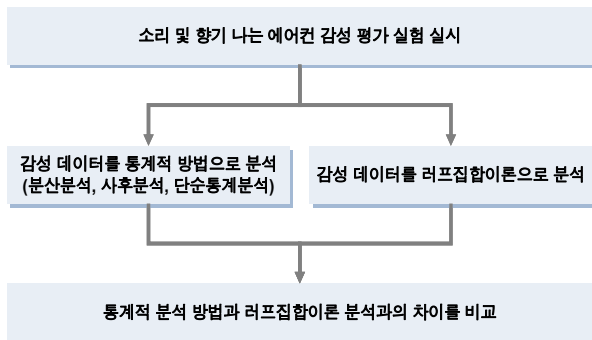 소리 및 향기 나는 에어컨 감성 평가 실험 실시
감성 데이터를 통계적 방법으로 분석
(분산분석, 사후분석, 단순통계분석)
감성 데이터를 러프집합이론으로 분석
통계적 분석 방법과 러프집합이론 분석과의 차이를 비교